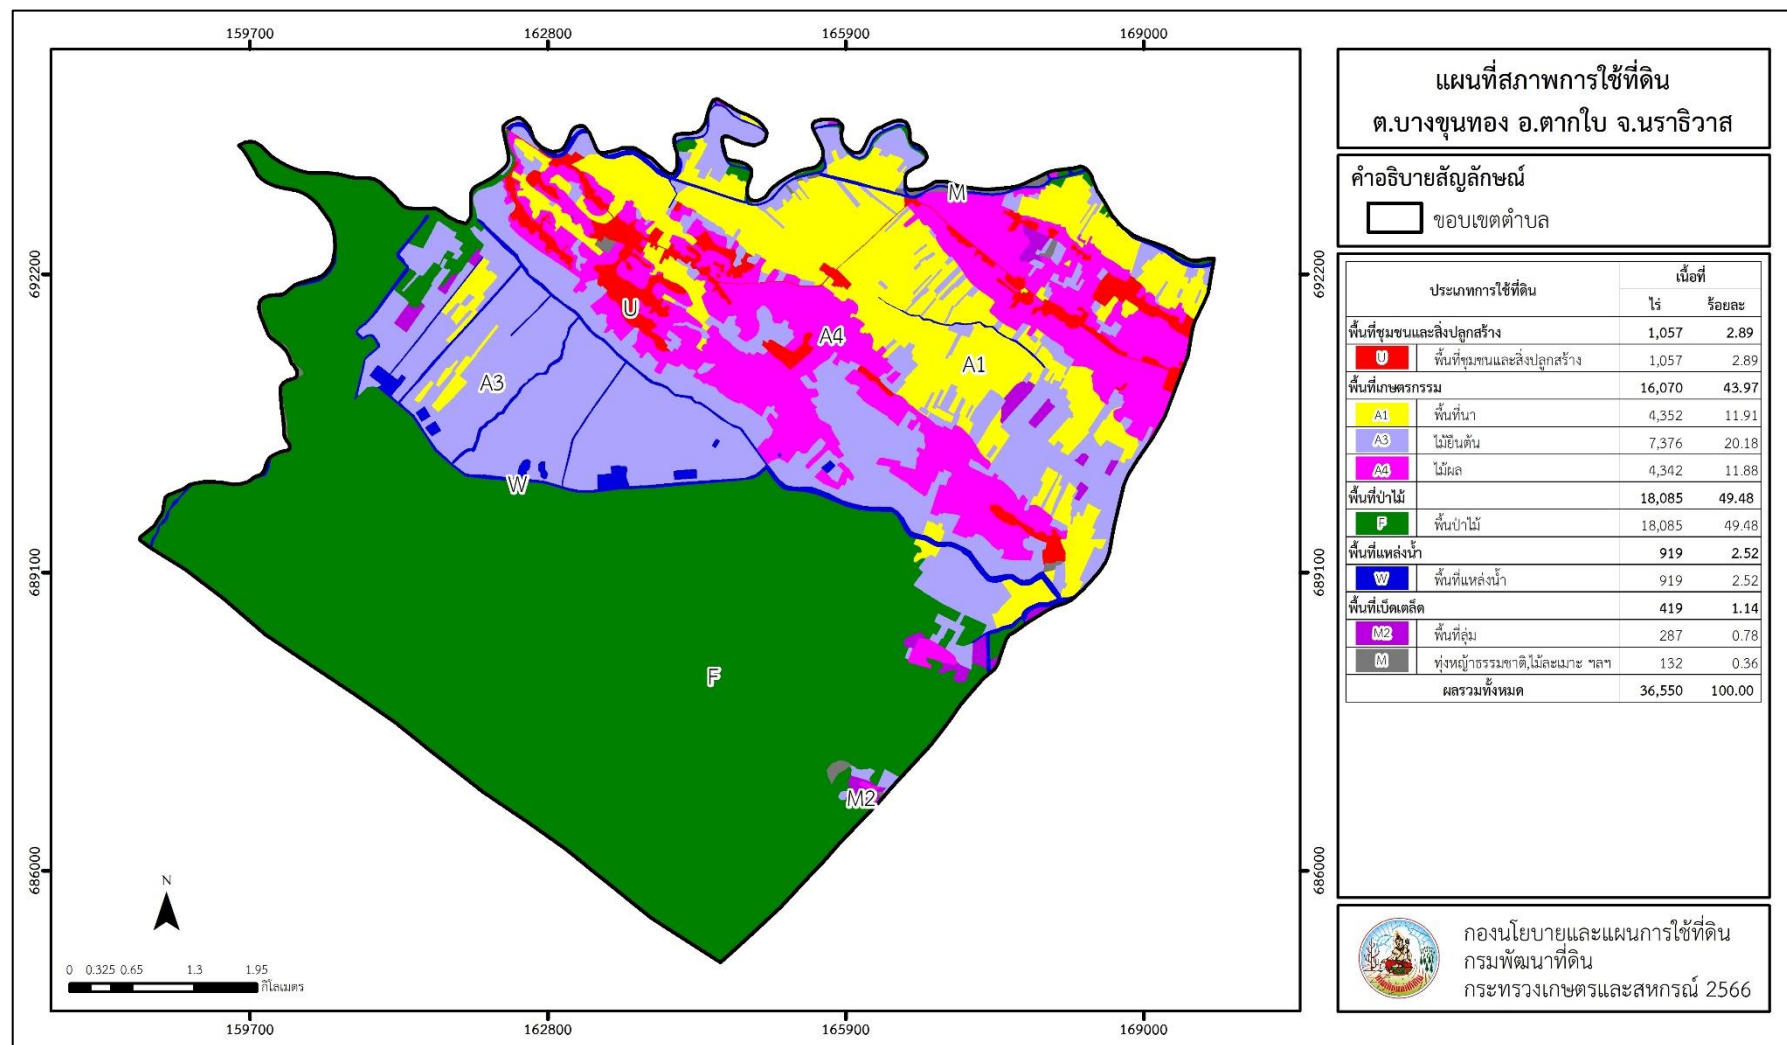 159700 162800 165900 169000
692200 692200
689100 689100
686000 686000
159700 162800 165900 169000
M
U
A4
A1
A3
W
F
M2
N
0 0.325 0.65 1.3 1.95
กิโลเมตร
แผนที่สภาพการใช้ที่ดิน
ต.บางขุนทอง อ.ตากใบ จ.นราธิวาส
คำอธิบายสัญลักษณ์
ขอบเขตตำบล
ประเภทการใช้ที่ดิน เนื้อที่
ไร่ ร้อยละ
พื้นที่ชุมชนและสิ่งปลูกสร้าง 1,057 2.89
U พื้นที่ชุมชนและสิ่งปลูกสร้าง 1,057 2.89
พื้นที่เกษตรกรรม 16,070 43.97
A1 พื้นที่นา 4,352 11.91
A3 ไม้ยืนต้น 7,376 20.18
A4 ไม้ผล 4,342 11.88
พื้นที่ป่าไม้ 18,085 49.48
F พื้นป่าไม้ 18,085 49.48
พื้นที่แหล่งน้ำ 919 2.52
W พื้นที่แหล่งน้ำ 919 2.52
พื้นที่เบ็ดเตล็ด 419 1.14
M2 พื้นที่ลุ่ม 287 0.78
M ทุ่งหญ้าธรรมชาติ,ไม้ละเมาะ ฯลฯ 132 0.36
ผลรวมทั้งหมด 36,550 100.00
กองนโยบายและแผนการใช้ที่ดิน
กรมพัฒนาที่ดิน
กระทรวงเกษตรและสหกรณ์ 2566